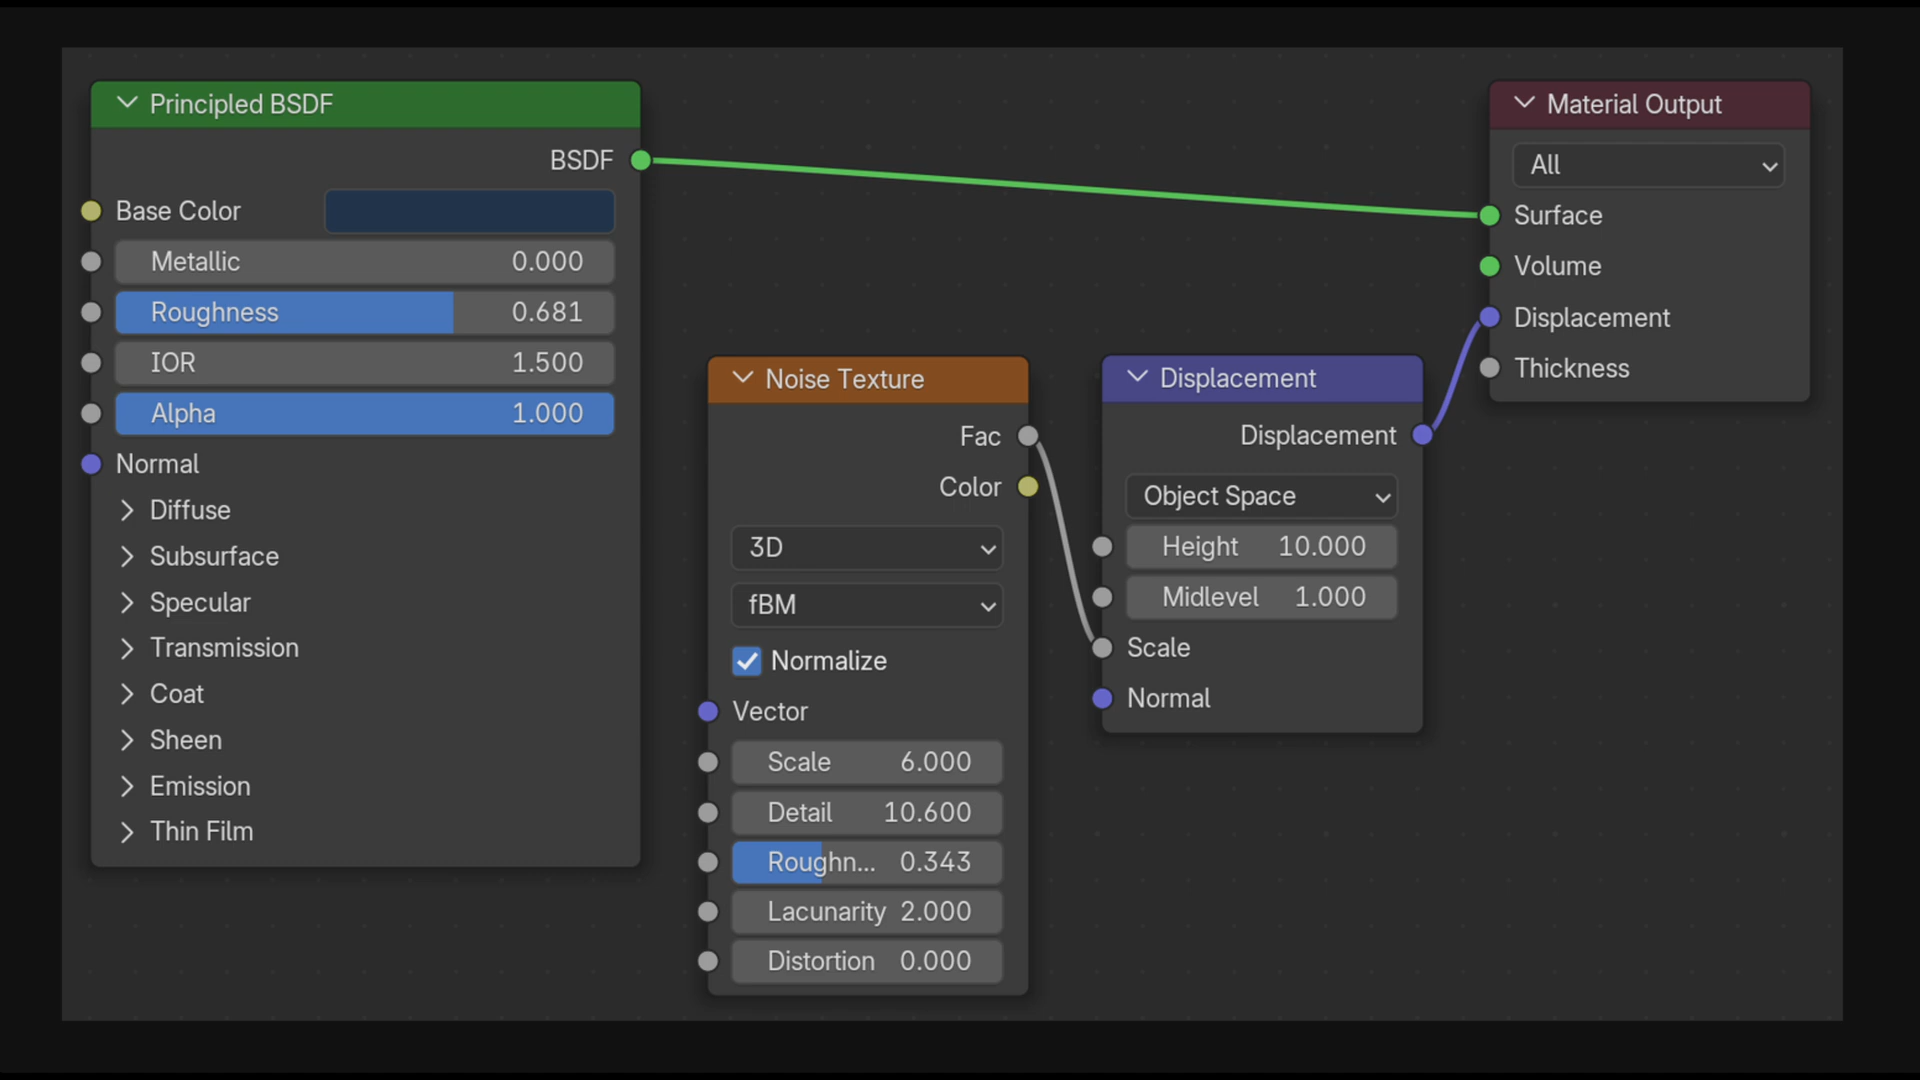 Principled BSDF
BSDF
Base Color
Metallic 0.000
Roughness 0.681
IOR 1.500
Alpha 1.000
Normal
Diffuse
Subsurface
Specular
Transmission
Coat
Sheen
Emission
Thin Film
Noise Texture
Fac
Color
3D
fBM
Normalize
Vector
Scale 6.000
Detail 10.600
Roughn... 0.343
Lacunarity 2.000
Distortion 0.000
Displacement
Displacement
Object Space
Height 10.000
Midlevel 1.000
Scale
Normal
Material Output
All
Surface
Volume
Displacement
Thickness